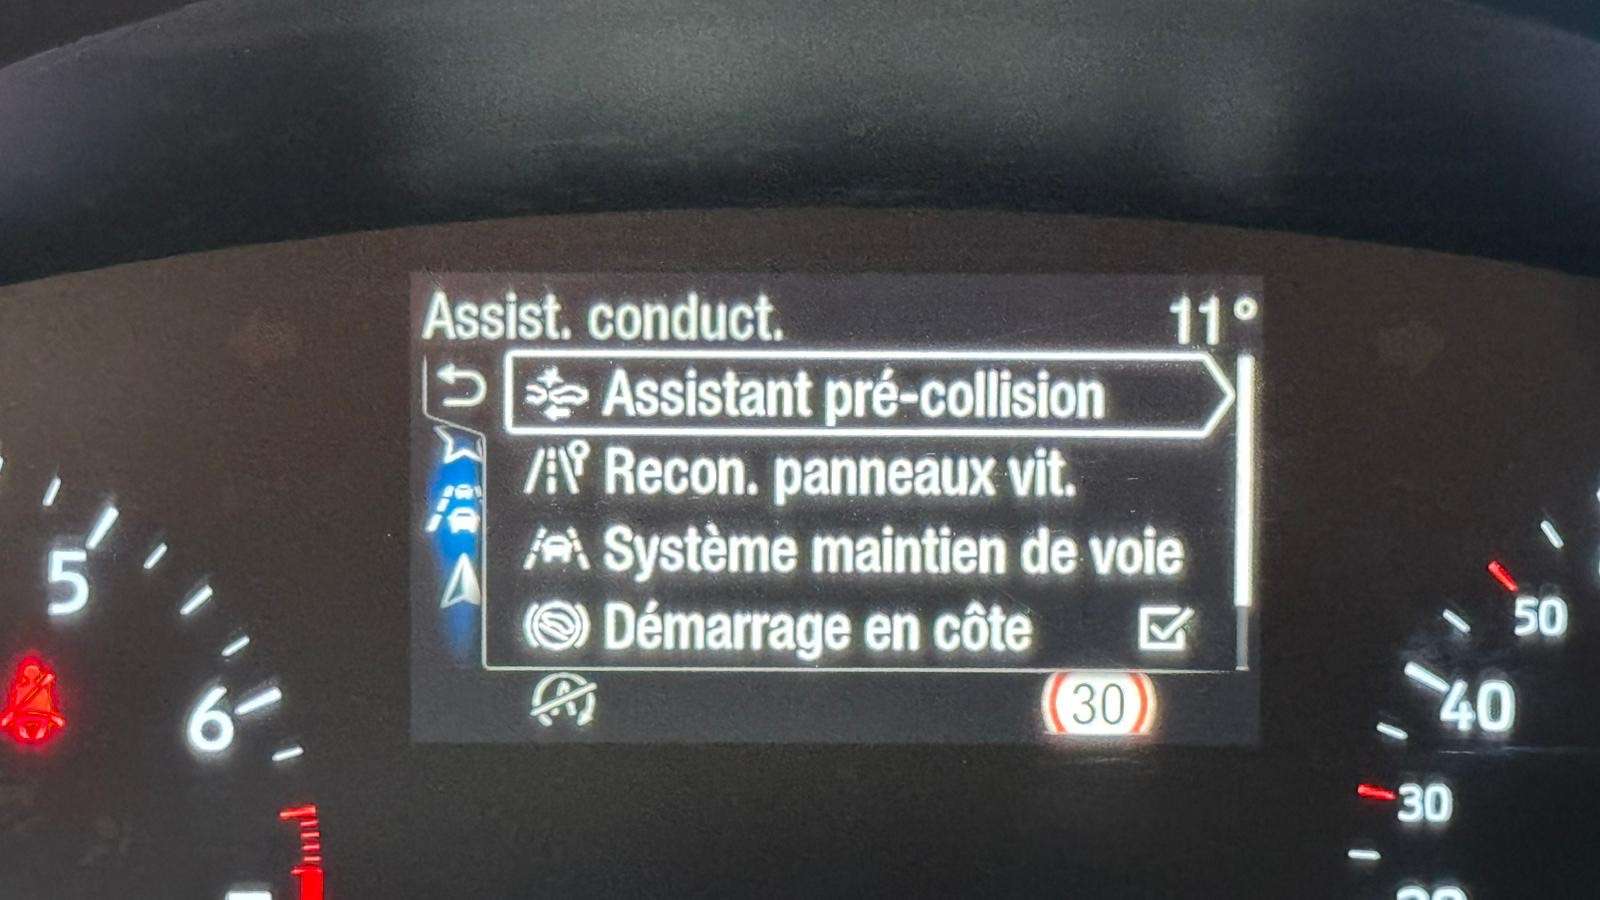 Assist. conduct. 11°
Assistant pré-collision
Recon. panneaux vit.
Système maintien de voie
Démarrage en côte
A
30
5
6
50
40
30